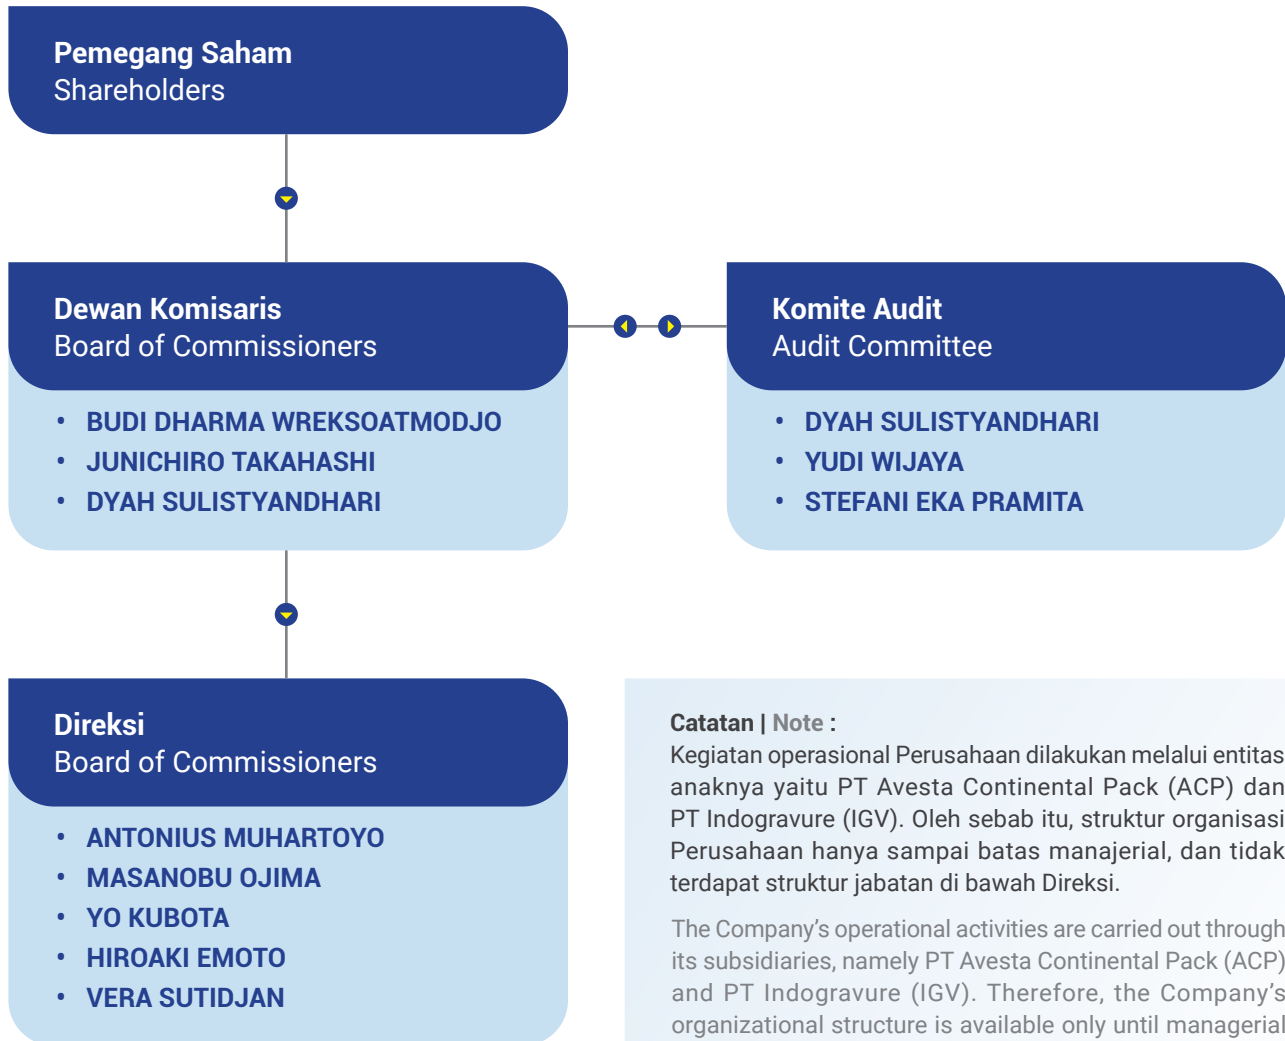 Pemegang Saham
Shareholders
Dewan Komisaris
Board of Commissioners
• BUDI DHARMA WREKSOATMODJO
• JUNICHIRO TAKAHASHI
• DYAH SULISTYANDHARI
Komite Audit
Audit Committee
• DYAH SULISTYANDHARI
• YUDI WIJAYA
• STEFANI EKA PRAMITA
Direksi
Board of Commissioners
• ANTONIUS MUHARTOYO
• MASANOBU OJIMA
• YO KUBOTA
• HIROAKI EMOTO
• VERA SUTIDJAN
Catatan | Note :
Kegiatan operasional Perusahaan dilakukan melalui entitas
anaknya yaitu PT Avesta Continental Pack (ACP) dan
PT Indogravure (IGV). Oleh sebab itu, struktur organisasi
Perusahaan hanya sampai batas manajerial, dan tidak
terdapat struktur jabatan di bawah Direksi.
The Company's operational activities are carried out through
its subsidiaries, namely PT Avesta Continental Pack (ACP)
and PT Indogravure (IGV). Therefore, the Company's
organizational structure is available only until managerial